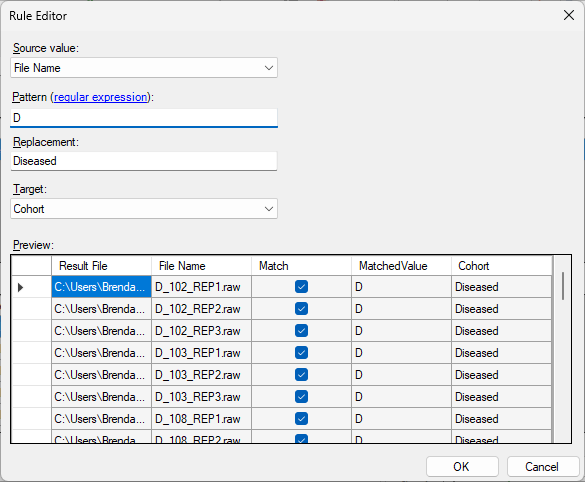 Rule Editor
Source value:
File Name
Pattern (regular expression):
D
Replacement:
Diseased
Target:
Cohort
Preview:
Result File File Name Match MatchedValue Cohort
C:\Users\Brenda... D_102_REP1.raw D Diseased
C:\Users\Brenda... D_102_REP2.raw D Diseased
C:\Users\Brenda... D_102_REP3.raw D Diseased
C:\Users\Brenda... D_103_REP1.raw D Diseased
C:\Users\Brenda... D_103_REP2.raw D Diseased
C:\Users\Brenda... D_103_REP3.raw D Diseased
C:\Users\Brenda... D_108_REP1.raw D Diseased
C:\Users\Brenda... D_108_REP2.raw D Diseased
OK Cancel